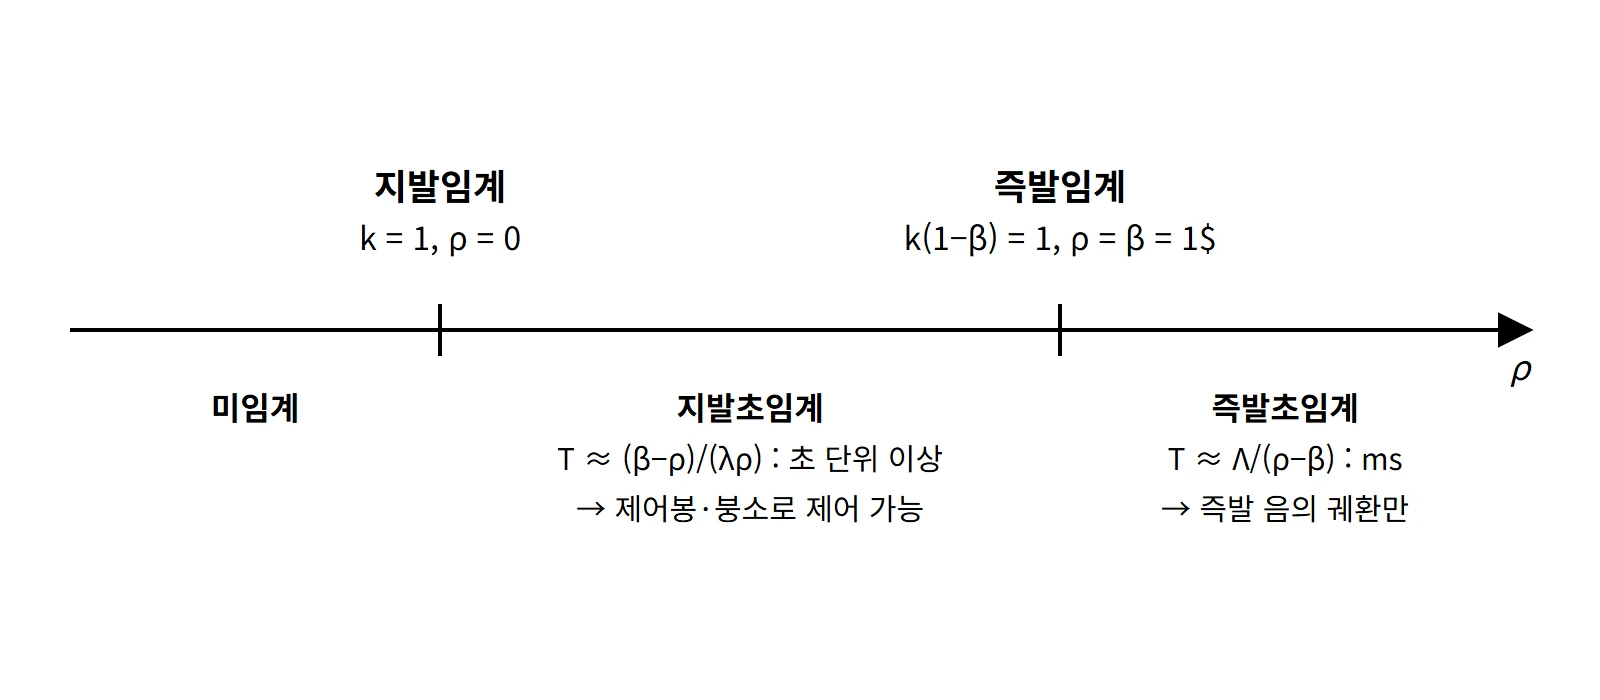 지발임계
k = 1, ρ = 0
즉발임계
k(1−β) = 1, ρ = β = 1$
ρ
미임계
지발초임계
T ≈ (β−ρ)/(λρ) : 초 단위 이상
→ 제어봉·붕소로 제어 가능
즉발초임계
T ≈ Λ/(ρ−β) : ms
→ 즉발 음의 궤환만